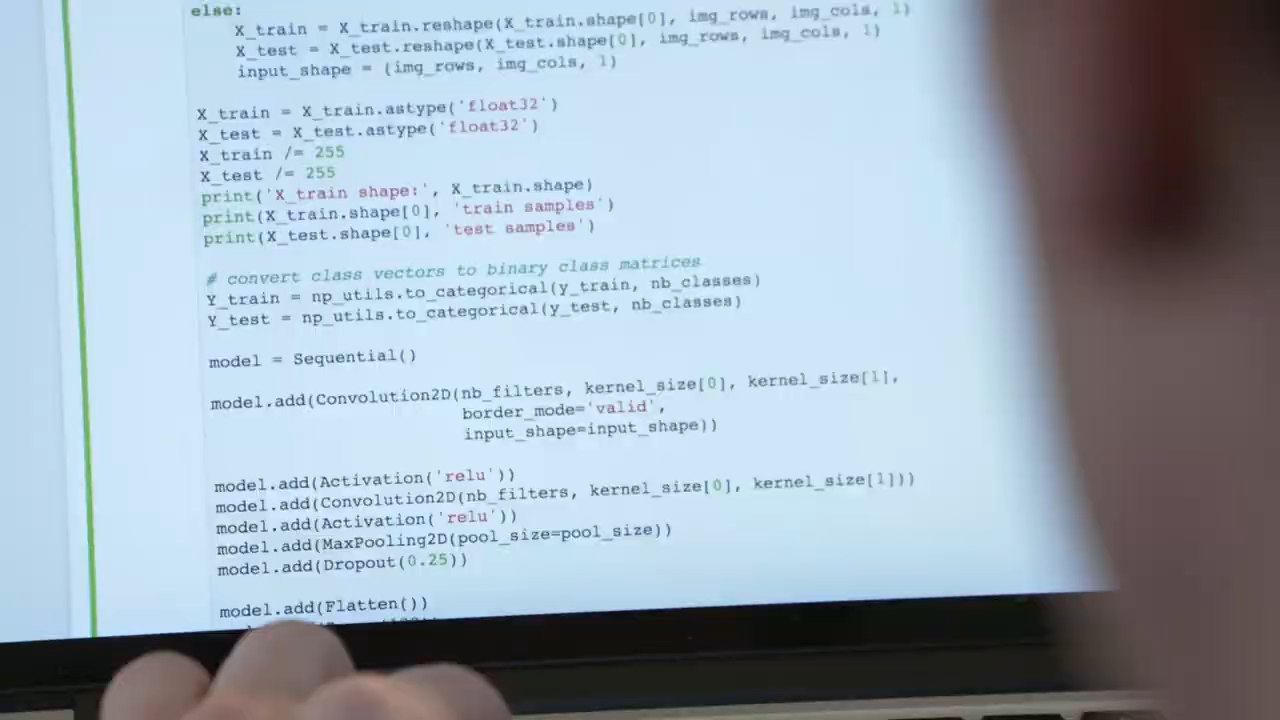 else:
X_train = X_train.reshape(X_train.shape[0], img_rows, img_cols, 1)
X_test = X_test.reshape(X_test.shape[0], img_rows, img_cols, 1)
input_shape = (img_rows, img_cols, 1)
X_train = X_train.astype('float32')
X_test = X_test.astype('float32')
X_train /= 255
X_test /= 255
print('X_train shape:', X_train.shape)
print(X_train.shape[0], 'train samples')
print(X_test.shape[0], 'test samples')
# convert class vectors to binary class matrices
Y_train = np_utils.to_categorical(y_train, nb_classes)
Y_test = np_utils.to_categorical(y_test, nb_classes)
model = Sequential()
model.add(Convolution2D(nb_filters, kernel_size[0], kernel_size[1],
border_mode='valid',
input_shape=input_shape))
model.add(Activation('relu'))
model.add(Convolution2D(nb_filters, kernel_size[0], kernel_size[1]))
model.add(Activation('relu'))
model.add(MaxPooling2D(pool_size=pool_size))
model.add(Dropout(0.25))
model.add(Flatten())